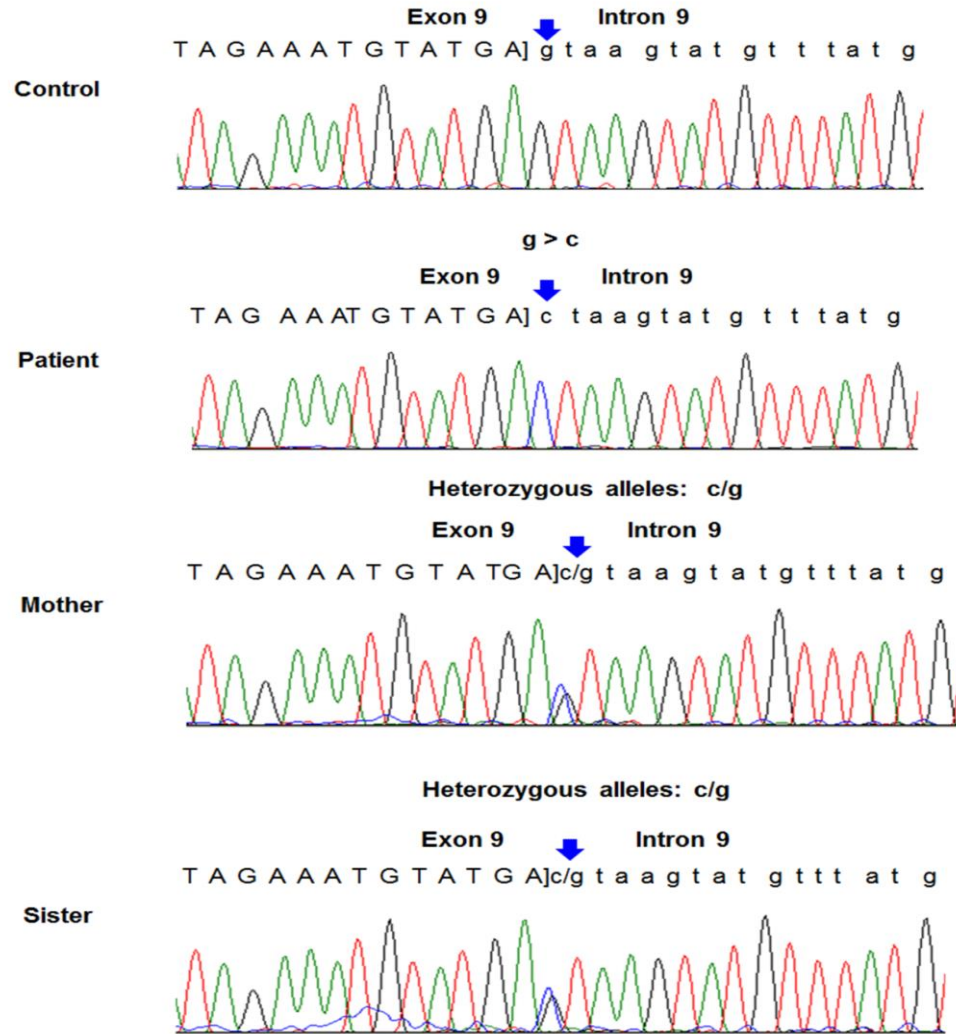 Exon 9 Intron 9
T A G A A A T G T A T G A] g t a a g t a t g t t t a t g
Control
g > c
Exon 9 Intron 9
T A G A A A T G T A T G A] c t a a g t a t g t t t a t g
Patient
Heterozygous alleles: c/g
Exon 9 Intron 9
T A G A A A T G T A T G A]c/g t a a g t a t g t t t a t g
Mother
Heterozygous alleles: c/g
Exon 9 Intron 9
T A G A A A T G T A T G A]c/g t a a g t a t g t t t a t g
Sister